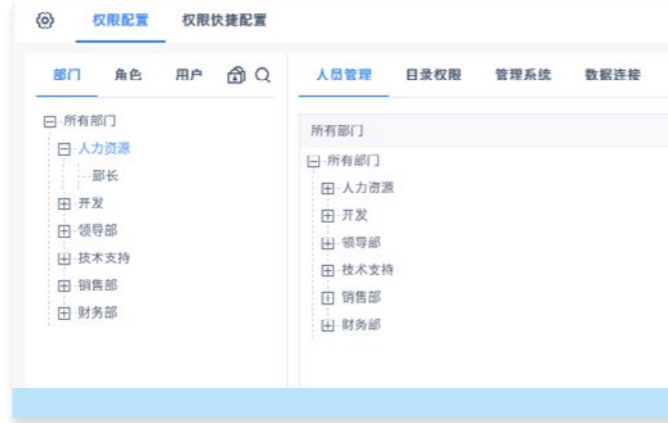 权限配置 权限快捷配置
部门 角色 用户
所有部门
人力资源
部长
开发
领导部
技术支持
销售部
财务部
人员管理 目录权限 管理系统 数据连接
所有部门
所有部门
人力资源
开发
领导部
技术支持
销售部
财务部